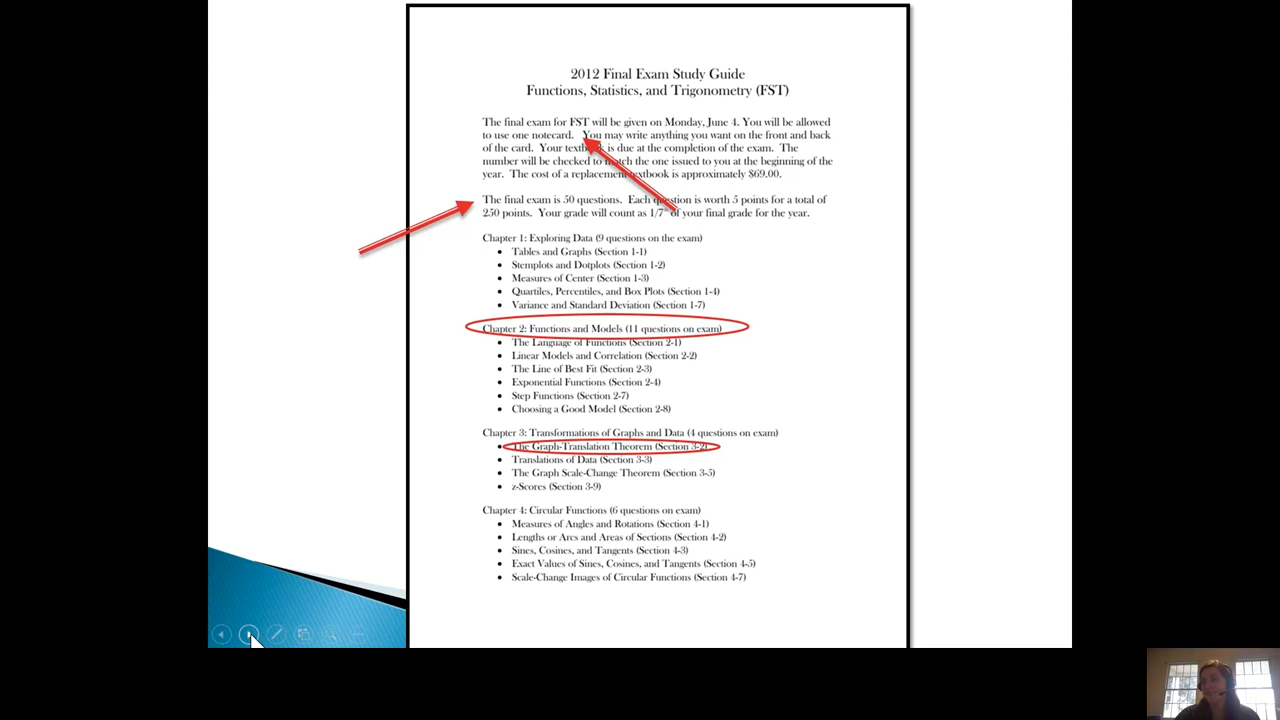 2012 Final Exam Study Guide
Functions, Statistics, and Trigonometry (FST)
The final exam for FST will be given on Monday, June 4. You will be allowed
to use one notecard. You may write anything you want on the front and back
of the card. Your textbook is due at the completion of the exam. The
number will be checked to match the one issued to you at the beginning of the
year. The cost of a replacement textbook is approximately $69.00.
The final exam is 50 questions. Each question is worth 5 points for a total of
250 points. Your grade will count as 1/7th of your final grade for the year.
Chapter 1: Exploring Data (9 questions on the exam)
• Tables and Graphs (Section 1-1)
• Stemplots and Dotplots (Section 1-2)
• Measures of Center (Section 1-3)
• Quartiles, Percentiles, and Box Plots (Section 1-4)
• Variance and Standard Deviation (Section 1-7)
Chapter 2: Functions and Models (11 questions on exam)
• The Language of Functions (Section 2-1)
• Linear Models and Correlation (Section 2-2)
• The Line of Best Fit (Section 2-3)
• Exponential Functions (Section 2-4)
• Step Functions (Section 2-7)
• Choosing a Good Model (Section 2-8)
Chapter 3: Transformations of Graphs and Data (4 questions on exam)
• The Graph-Translation Theorem (Section 3-2)
• Translations of Data (Section 3-3)
• The Graph Scale-Change Theorem (Section 3-5)
• z-Scores (Section 3-9)
Chapter 4: Circular Functions (6 questions on exam)
• Measures of Angles and Rotations (Section 4-1)
• Lengths or Arcs and Areas of Sections (Section 4-2)
• Sines, Cosines, and Tangents (Section 4-3)
• Exact Values of Sines, Cosines, and Tangents (Section 4-5)
• Scale-Change Images of Circular Functions (Section 4-7)